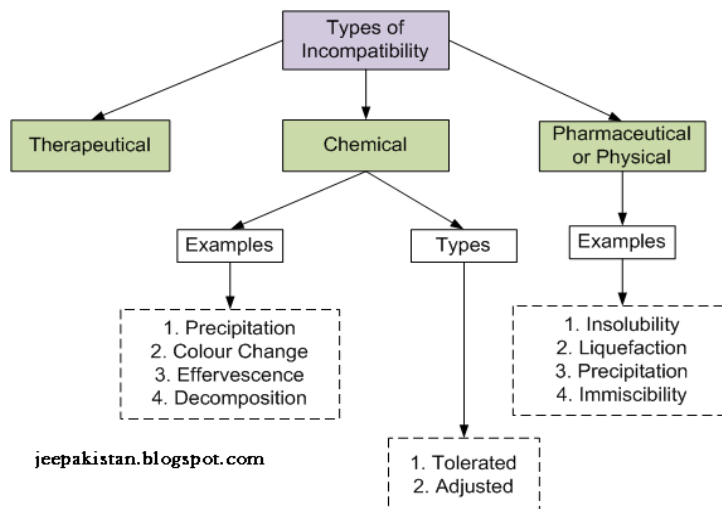 Types of
Incompatibility
Therapeutical
Chemical
Pharmaceutical
or Physical
Examples
Types
Examples
1. Precipitation
2. Colour Change
3. Effervescence
4. Decomposition
1. Insolubility
2. Liquefaction
3. Precipitation
4. Immiscibility
1. Tolerated
2. Adjusted
jeepakistan.blogspot.com